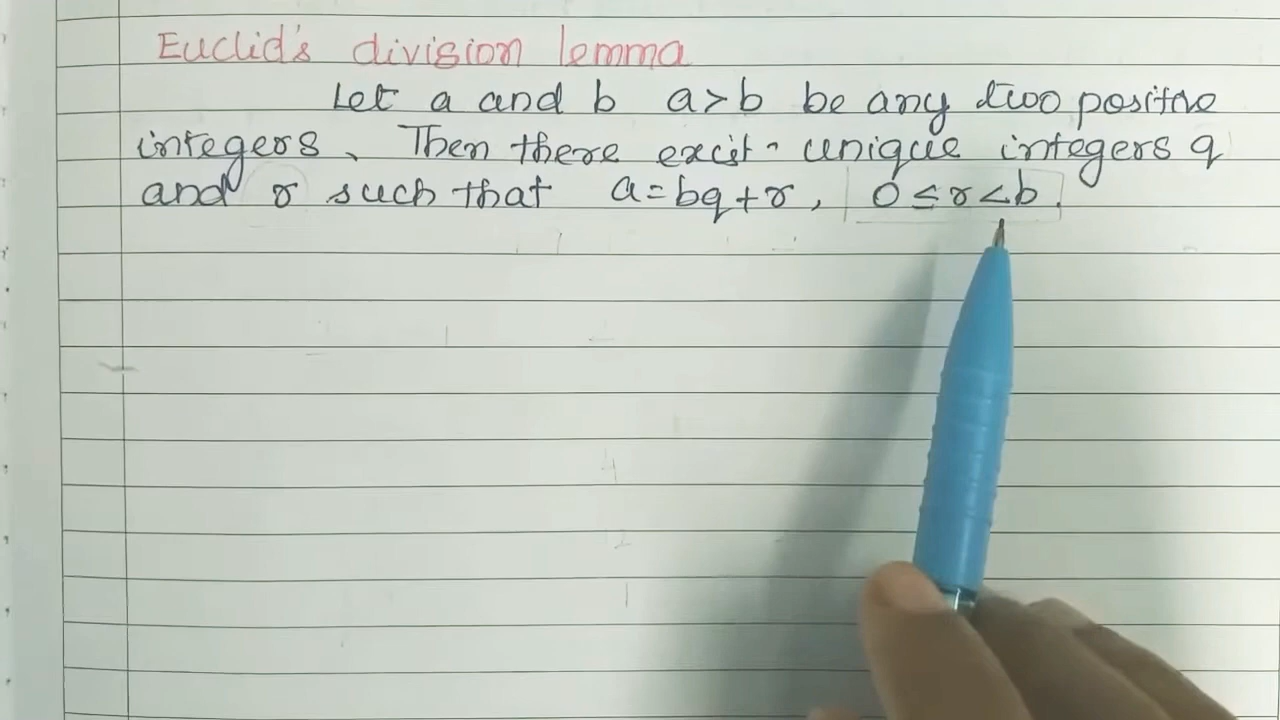 Euclid's division lemma
Let a and b a>b be any two positive
integers. Then there excist unique integers q
and r such that a=bq+r, 0≤r<b.